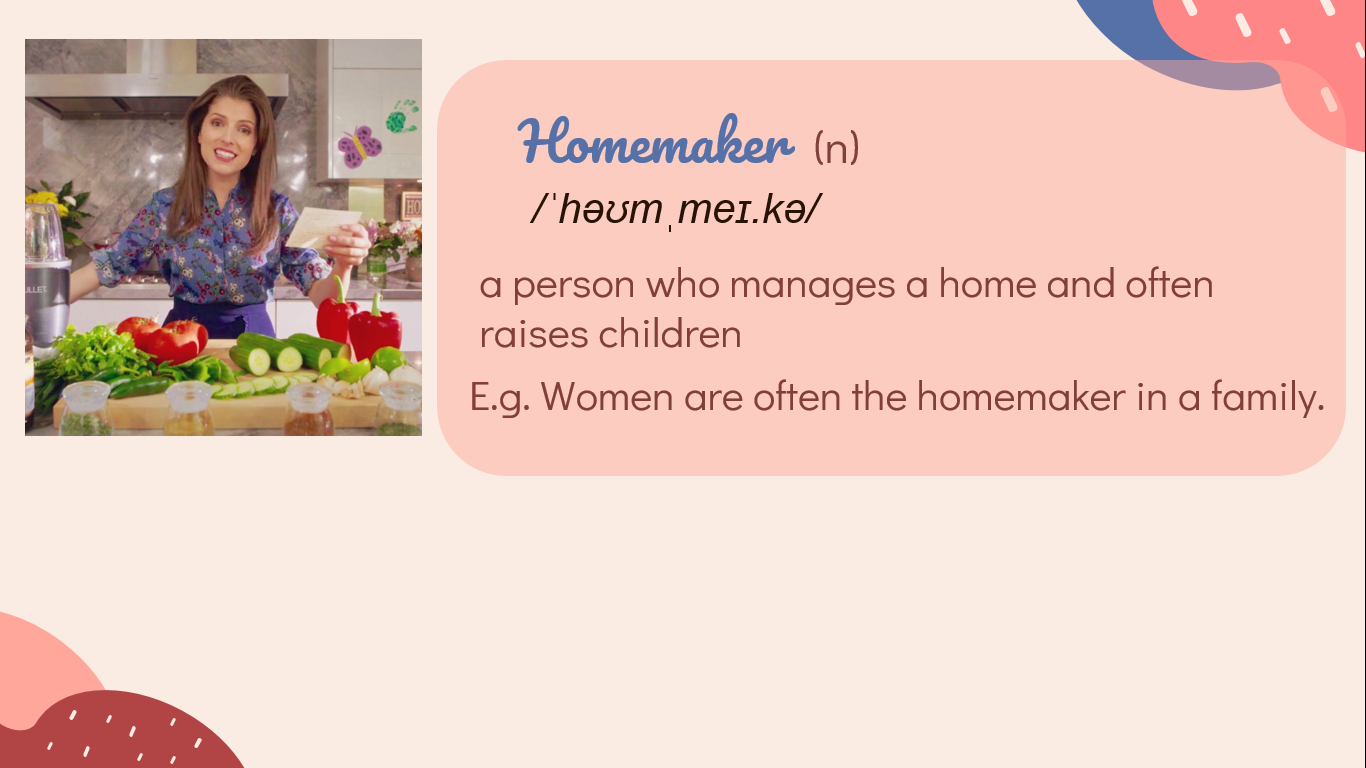 Homemaker (n)
/ˈhəʊmˌmeɪ.kə/
a person who manages a home and often
raises children
E.g. Women are often the homemaker in a family.